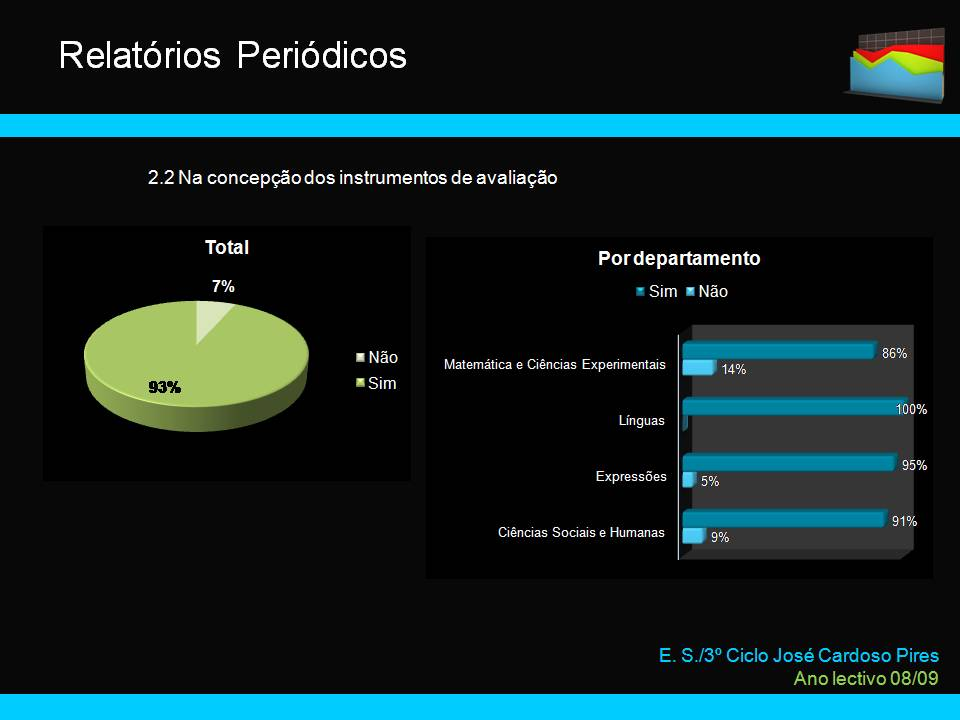 Relatórios Periódicos
2.2 Na concepção dos instrumentos de avaliação
Total
7%
93%
Não
Sim
Por departamento
Sim Não
Matemática e Ciências Experimentais
86%
14%
Línguas
100%
Expressões
95%
5%
Ciências Sociais e Humanas
91%
9%
E. S./3º Ciclo José Cardoso Pires
Ano lectivo 08/09